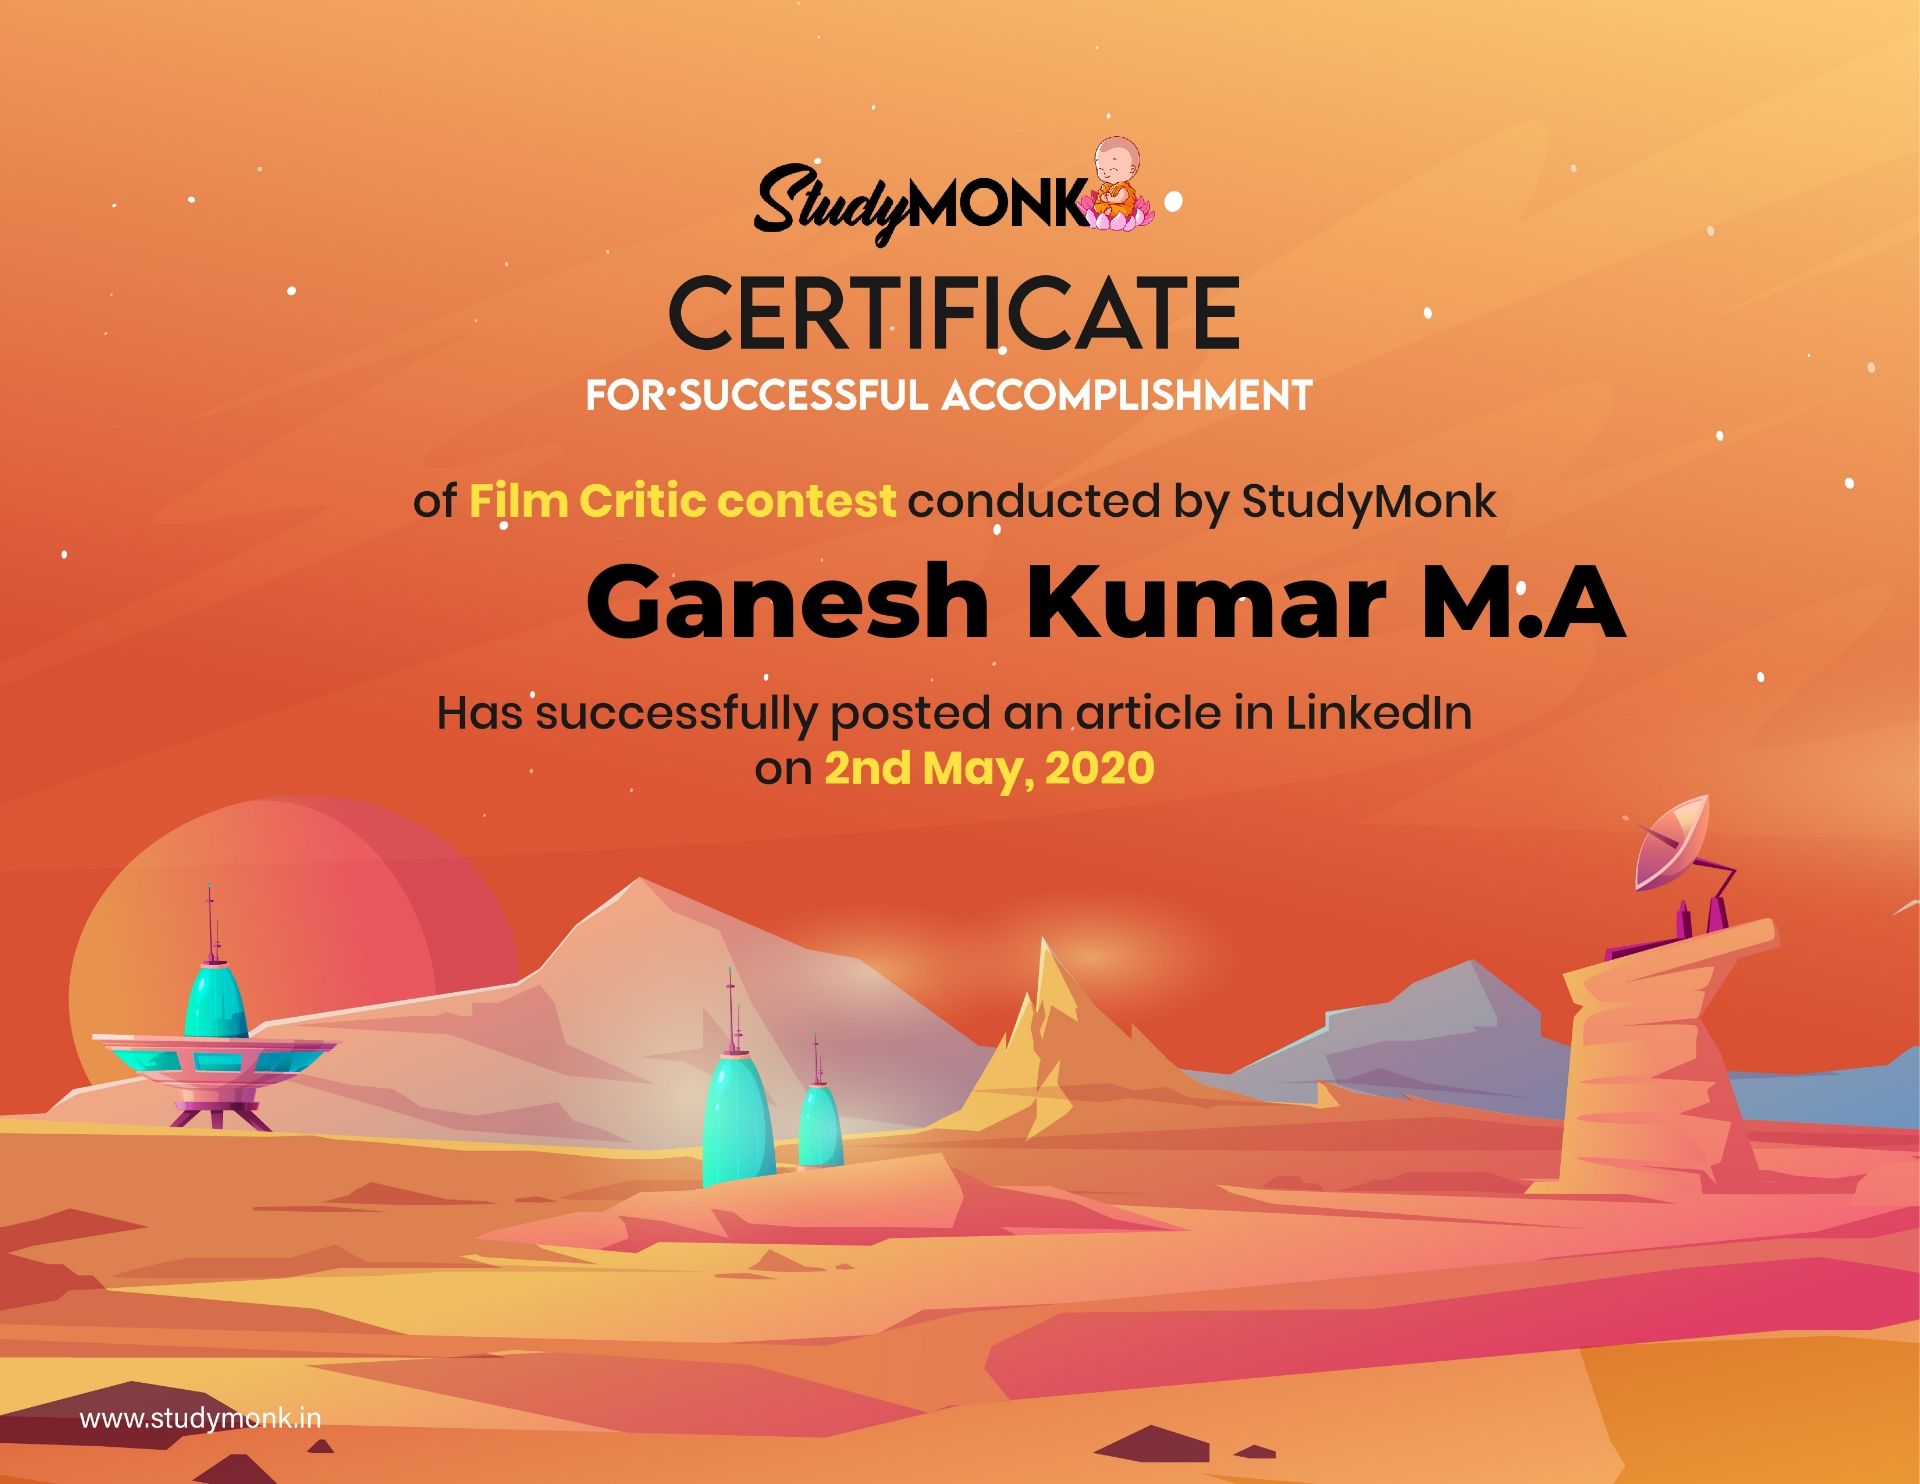 StudyMONK
CERTIFICATE
FOR SUCCESSFUL ACCOMPLISHMENT
of Film Critic contest conducted by StudyMonk
Ganesh Kumar M.A
Has successfully posted an article in LinkedIn
on 2nd May, 2020
www.studymonk.in